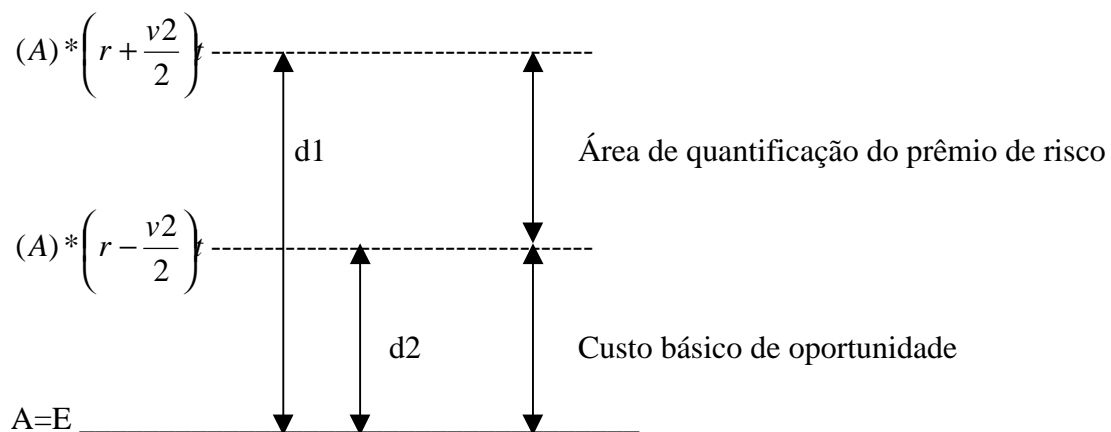 (A) * (r + v2/2) t
d1
Área de quantificação do prêmio de risco
(A) * (r − v2/2) t
d2
Custo básico de oportunidade
A=E